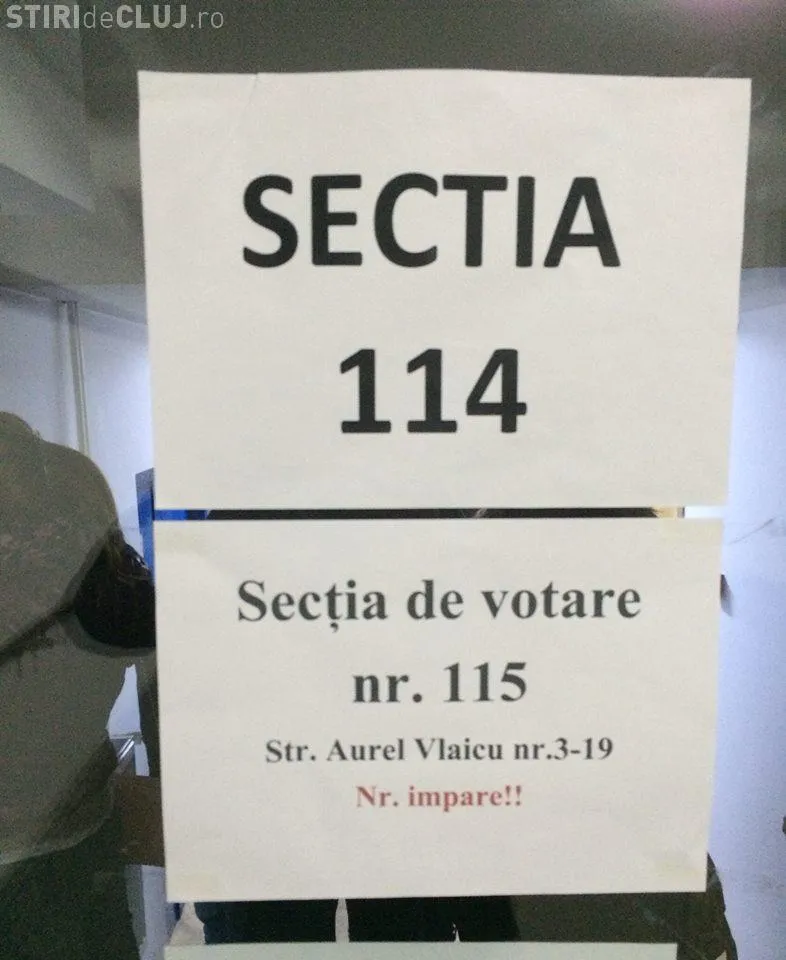 STIRIdeCLUJ.ro
SECTIA
114
Secția de votare
nr. 115
Str. Aurel Vlaicu nr.3-19
Nr. impare!!